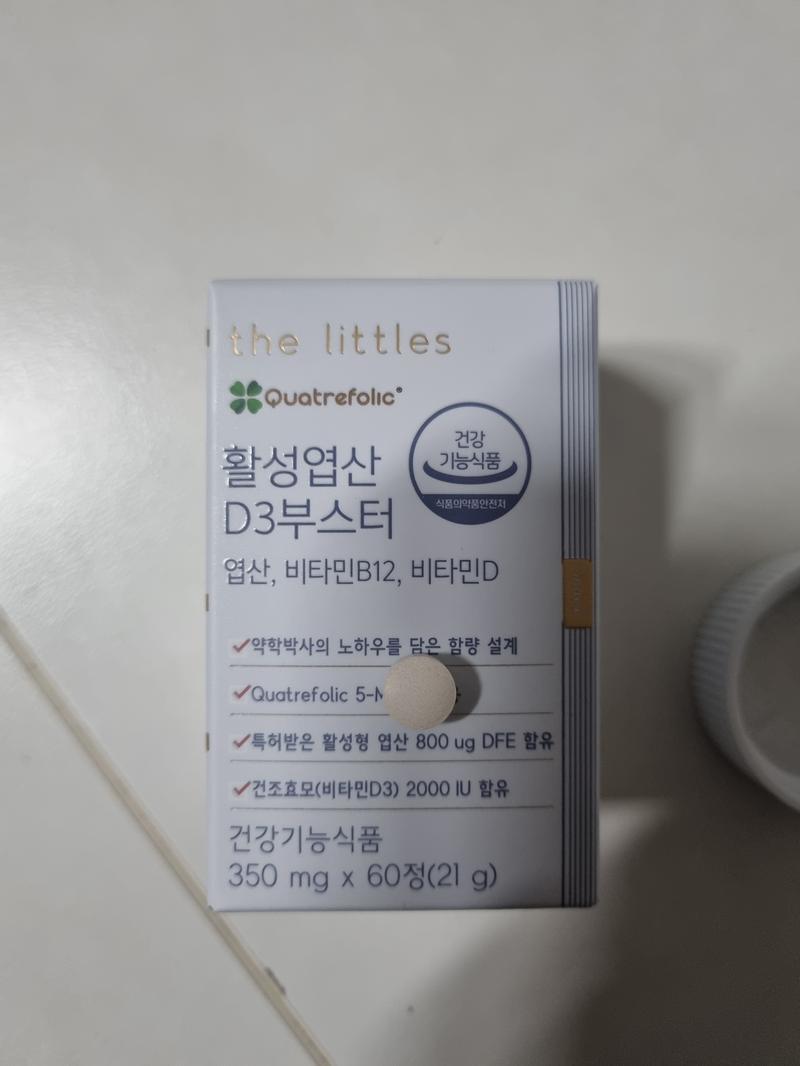 the littles
Quatrefolic®
건강
기능식품
식품의약품안전처
활성엽산
D3부스터
엽산, 비타민B12, 비타민D
약학박사의 노하우를 담은 함량 설계
Quatrefolic
특허받은 활성형 엽산 800 ug DFE 함유
건조효모(비타민D3) 2000 IU 함유
건강기능식품
350 mg x 60정(21 g)